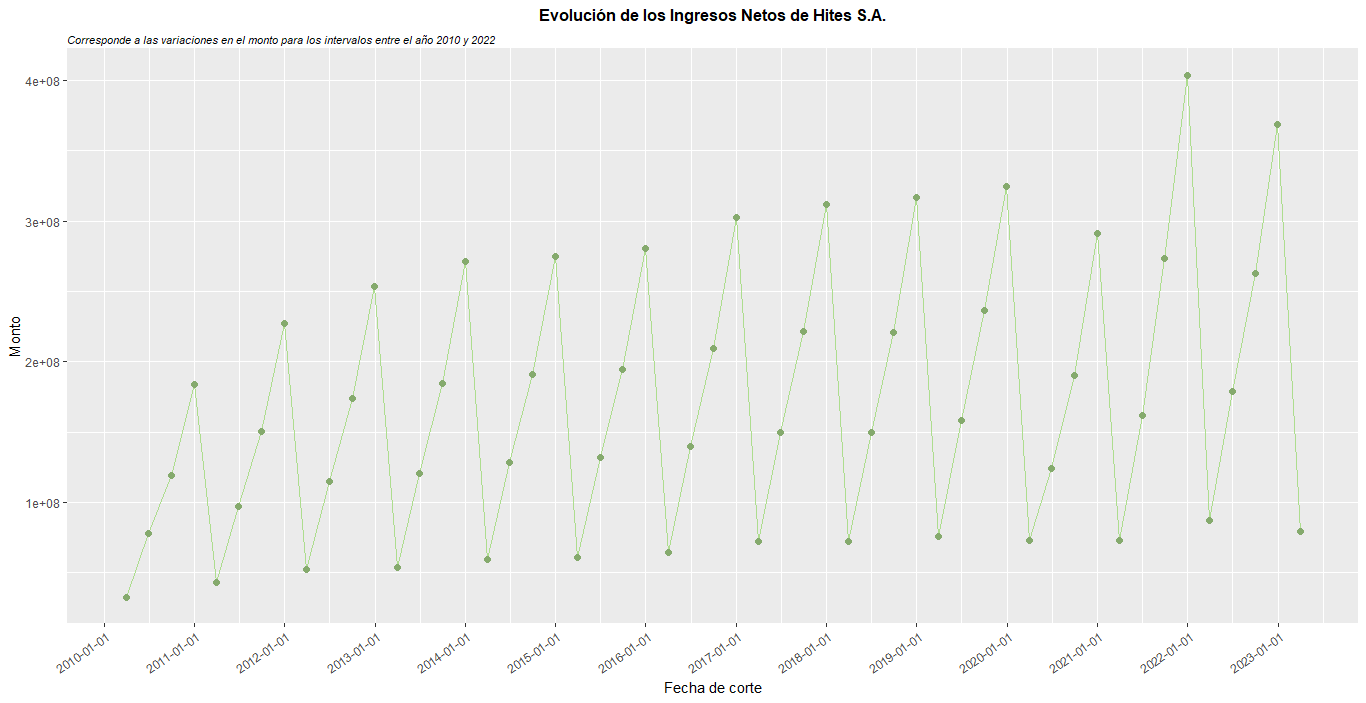 Evolución de los Ingresos Netos de Hites S.A.
Corresponde a las variaciones en el monto para los intervalos entre el año 2010 y 2022
4e+08
3e+08
2e+08
1e+08
Monto
2010-01-01
2011-01-01
2012-01-01
2013-01-01
2014-01-01
2015-01-01
2016-01-01
2017-01-01
2018-01-01
2019-01-01
2020-01-01
2021-01-01
2022-01-01
2023-01-01
Fecha de corte